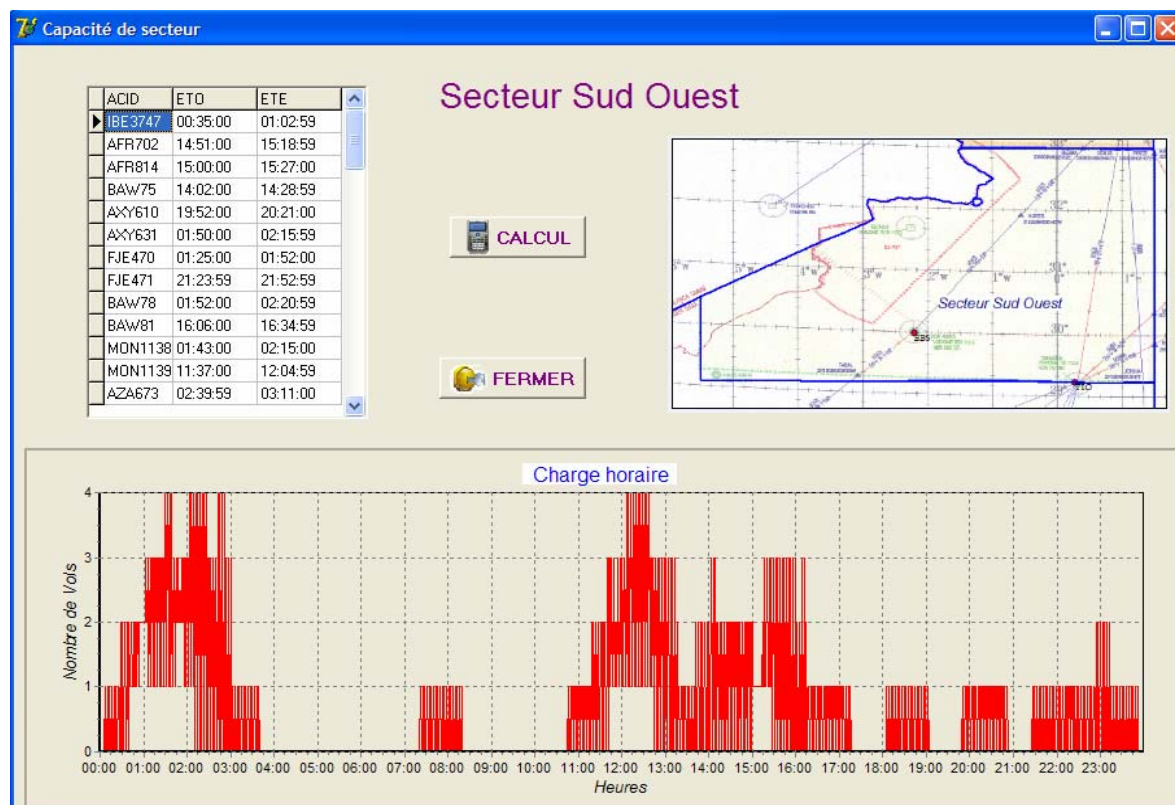 Capacité de secteur
Secteur Sud Ouest
ACID ETO ETE
IBE3747 00:35:00 01:02:59
AFR702 14:51:00 15:18:59
AFR814 15:00:00 15:27:00
BAW75 14:02:00 14:28:59
AXY610 19:52:00 20:21:00
AXY631 01:50:00 02:15:59
FJE470 01:25:00 01:52:00
FJE471 21:23:59 21:52:59
BAW78 01:52:00 02:20:59
BAW81 16:06:00 16:34:59
MON1138 01:43:00 02:15:00
MON1139 11:37:00 12:04:59
AZA673 02:39:59 03:11:00
CALCUL
FERMER
Secteur Sud Ouest
Charge horaire
Nombre de Vols
4
3
2
1
0
00:00 01:00 02:00 03:00 04:00 05:00 06:00 07:00 08:00 09:00 10:00 11:00 12:00 13:00 14:00 15:00 16:00 17:00 18:00 19:00 20:00 21:00 22:00 23:00
Heures